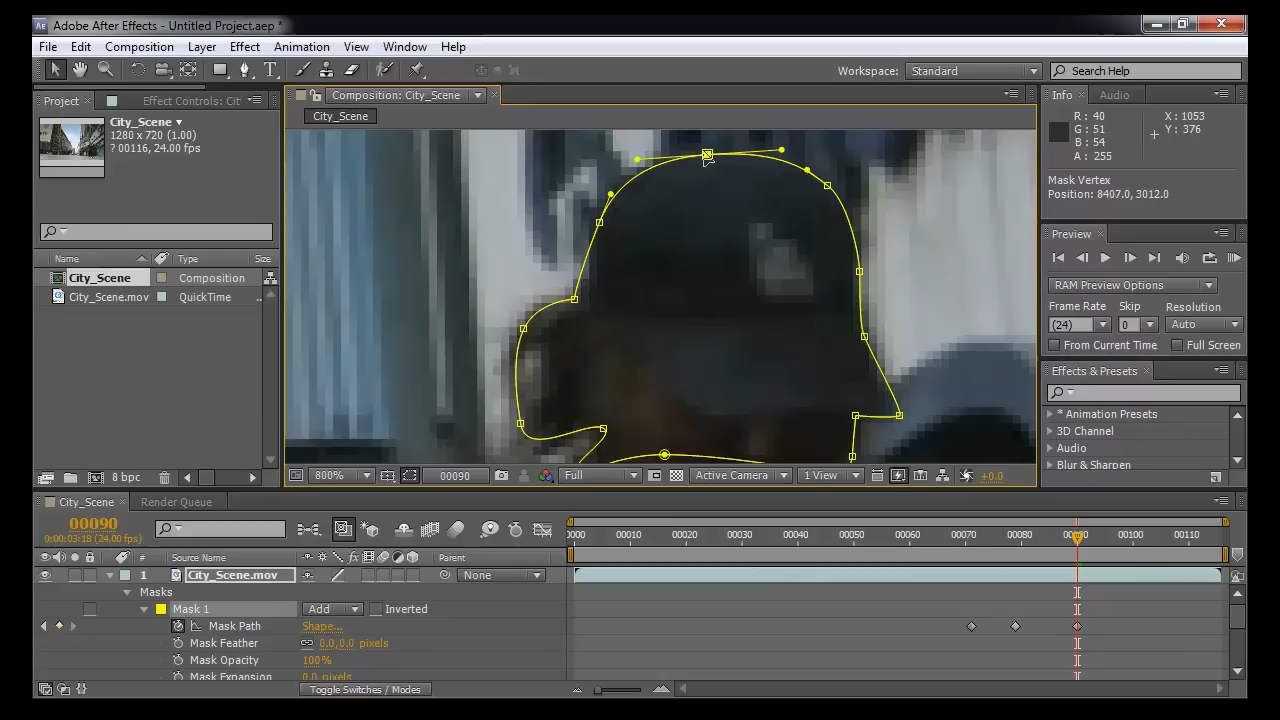 Ae Adobe After Effects - Untitled Project.aep *
File Edit Composition Layer Effect Animation View Window Help
T Workspace: Standard Search Help
Project Effect Controls: Cit Composition: City_Scene Info Audio
City_Scene
City_Scene
1280 x 720 (1.00)
? 00116, 24.00 fps
R: 40 X: 1053
G: 51 Y: 376
B: 54
A: 255
Mask Vertex
Position: 8407.0, 3012.0
Preview
RAM Preview Options
Frame Rate Skip Resolution
(24) 0 Auto
From Current Time Full Screen
Effects & Presets
* Animation Presets
3D Channel
Audio
Blur & Sharpen
Name Type Size
City_Scene Composition
City_Scene.mov QuickTime ..
8 bpc
800% 00090 Full Active Camera 1 View +0.0
City_Scene Render Queue
00090
0:00:03:18 (24.00 fps)
0000 00010 00020 00030 00040 00050 00060 00070 00080 00100 00110
# Source Name Parent
1 City_Scene.mov None
Masks
Mask 1 Add Inverted
Mask Path Shape...
Mask Feather 0.0,0.0 pixels
Mask Opacity 100%
Mask Expansion 0.0 pixels
Toggle Switches / Modes